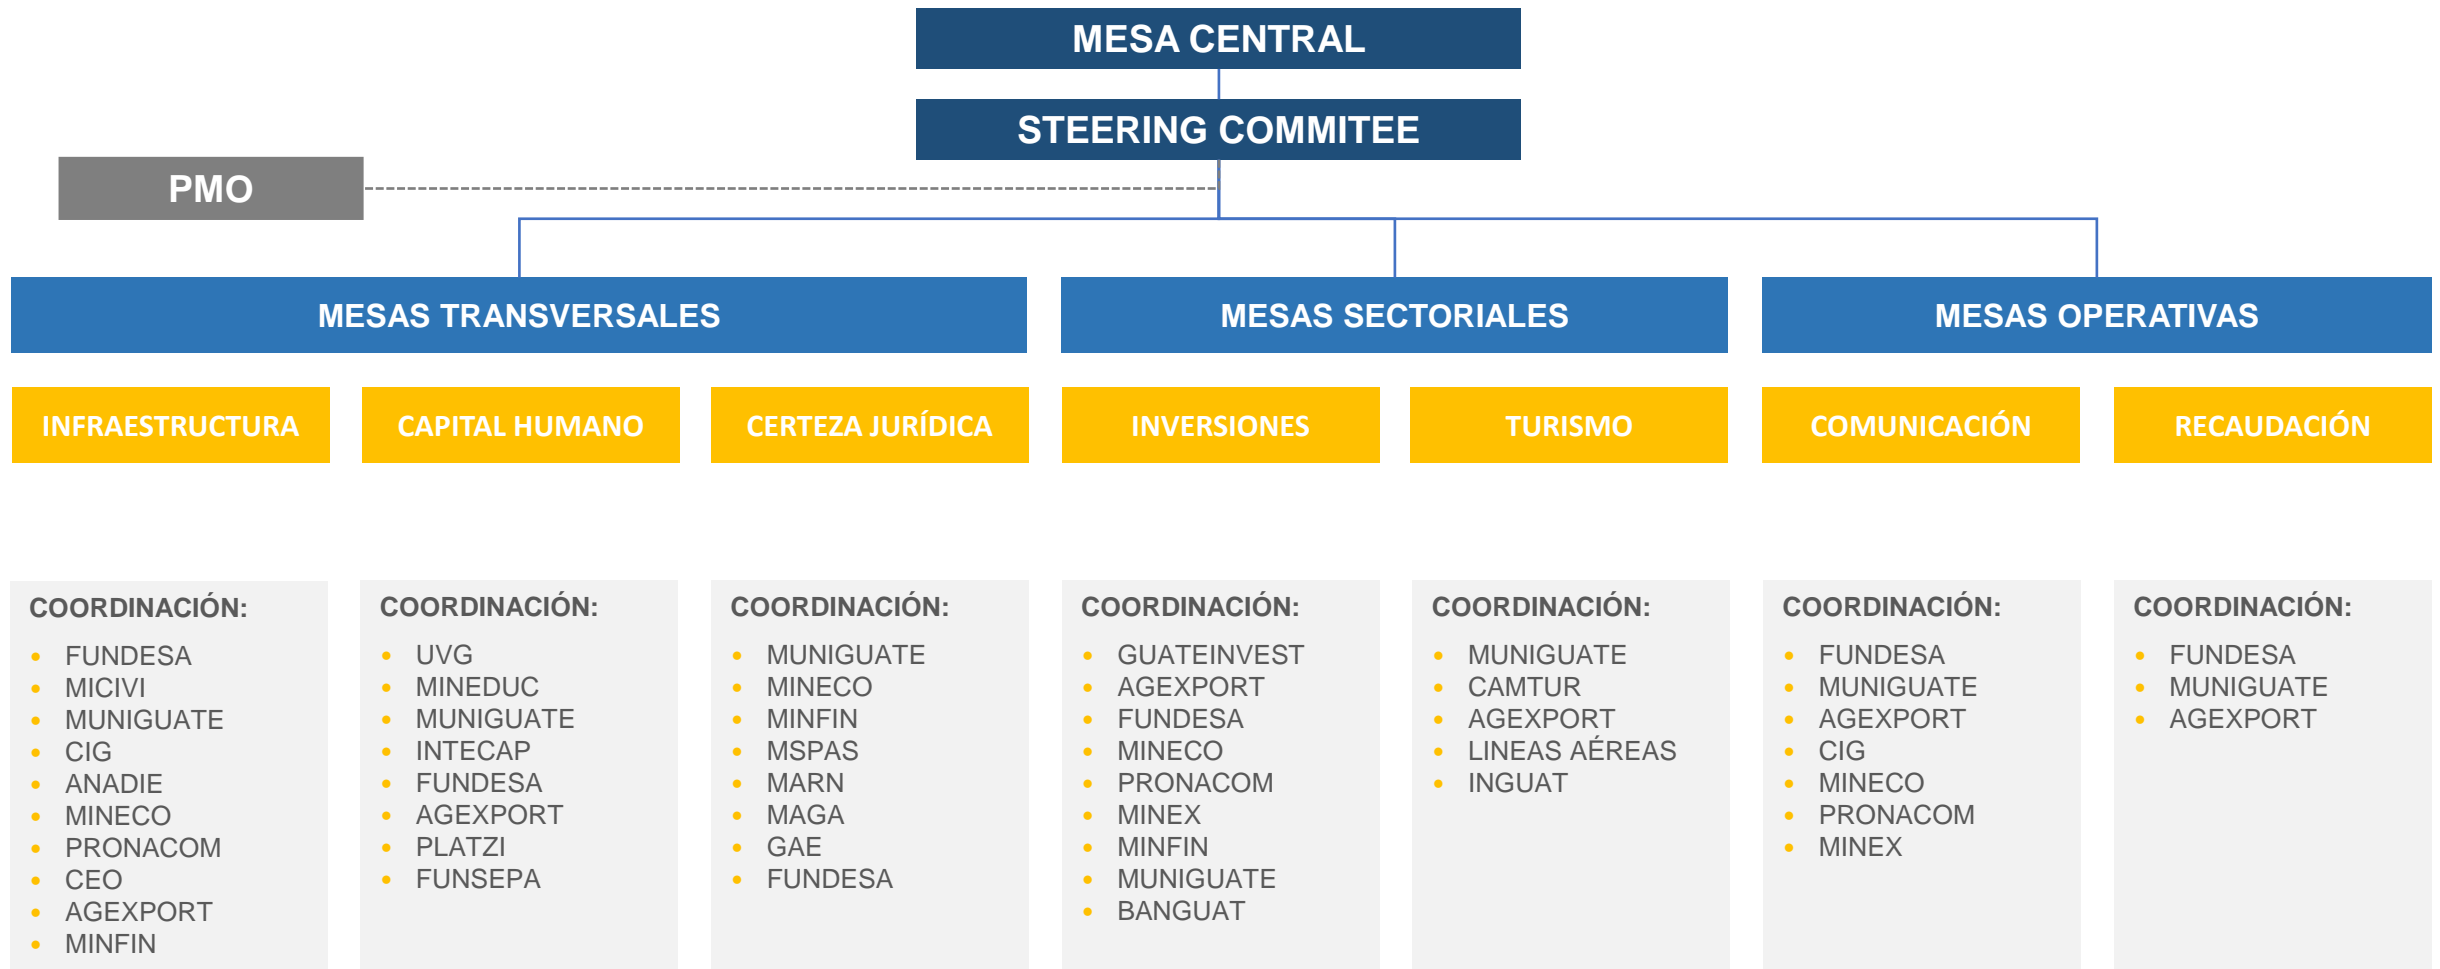 MESA CENTRAL
STEERING COMMITEE
PMO
MESAS TRANSVERSALES
MESAS SECTORIALES
MESAS OPERATIVAS
INFRAESTRUCTURA
CAPITAL HUMANO
CERTEZA JURÍDICA
INVERSIONES
TURISMO
COMUNICACIÓN
RECAUDACIÓN
COORDINACIÓN:
• FUNDESA
• MICIVI
• MUNIGUATE
• CIG
• ANADIE
• MINECO
• PRONACOM
• CEO
• AGEXPORT
• MINFIN
COORDINACIÓN:
• UVG
• MINEDUC
• MUNIGUATE
• INTECAP
• FUNDESA
• AGEXPORT
• PLATZI
• FUNSEPA
COORDINACIÓN:
• MUNIGUATE
• MINECO
• MINFIN
• MSPAS
• MARN
• MAGA
• GAE
• FUNDESA
COORDINACIÓN:
• GUATEINVEST
• AGEXPORT
• FUNDESA
• MINECO
• PRONACOM
• MINEX
• MINFIN
• MUNIGUATE
• BANGUAT
COORDINACIÓN:
• MUNIGUATE
• CAMTUR
• AGEXPORT
• LINEAS AÉREAS
• INGUAT
COORDINACIÓN:
• FUNDESA
• MUNIGUATE
• AGEXPORT
• CIG
• MINECO
• PRONACOM
• MINEX
COORDINACIÓN:
• FUNDESA
• MUNIGUATE
• AGEXPORT